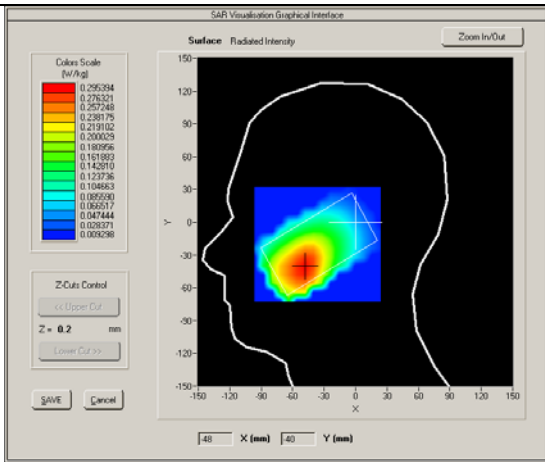 SAR Visualisation Graphical Interface
Surface Radiated Intensity
Zoom In/Out
Colors Scale
(W/kg)
0.295394
0.276321
0.257248
0.238175
0.219102
0.200029
0.180956
0.161883
0.142810
0.123736
0.104663
0.085590
0.066517
0.047444
0.028371
0.009298
Z-Cuts Control
<< Upper Cut
Z = 0.2 mm
Lower Cut >>
SAVE Cancel
150
120
90
60
30
0
-30
-60
-90
-120
-150
Y
-150 -120 -90 -60 -30 0 30 60 90 120 150
X
-48 X (mm) -40 Y (mm)